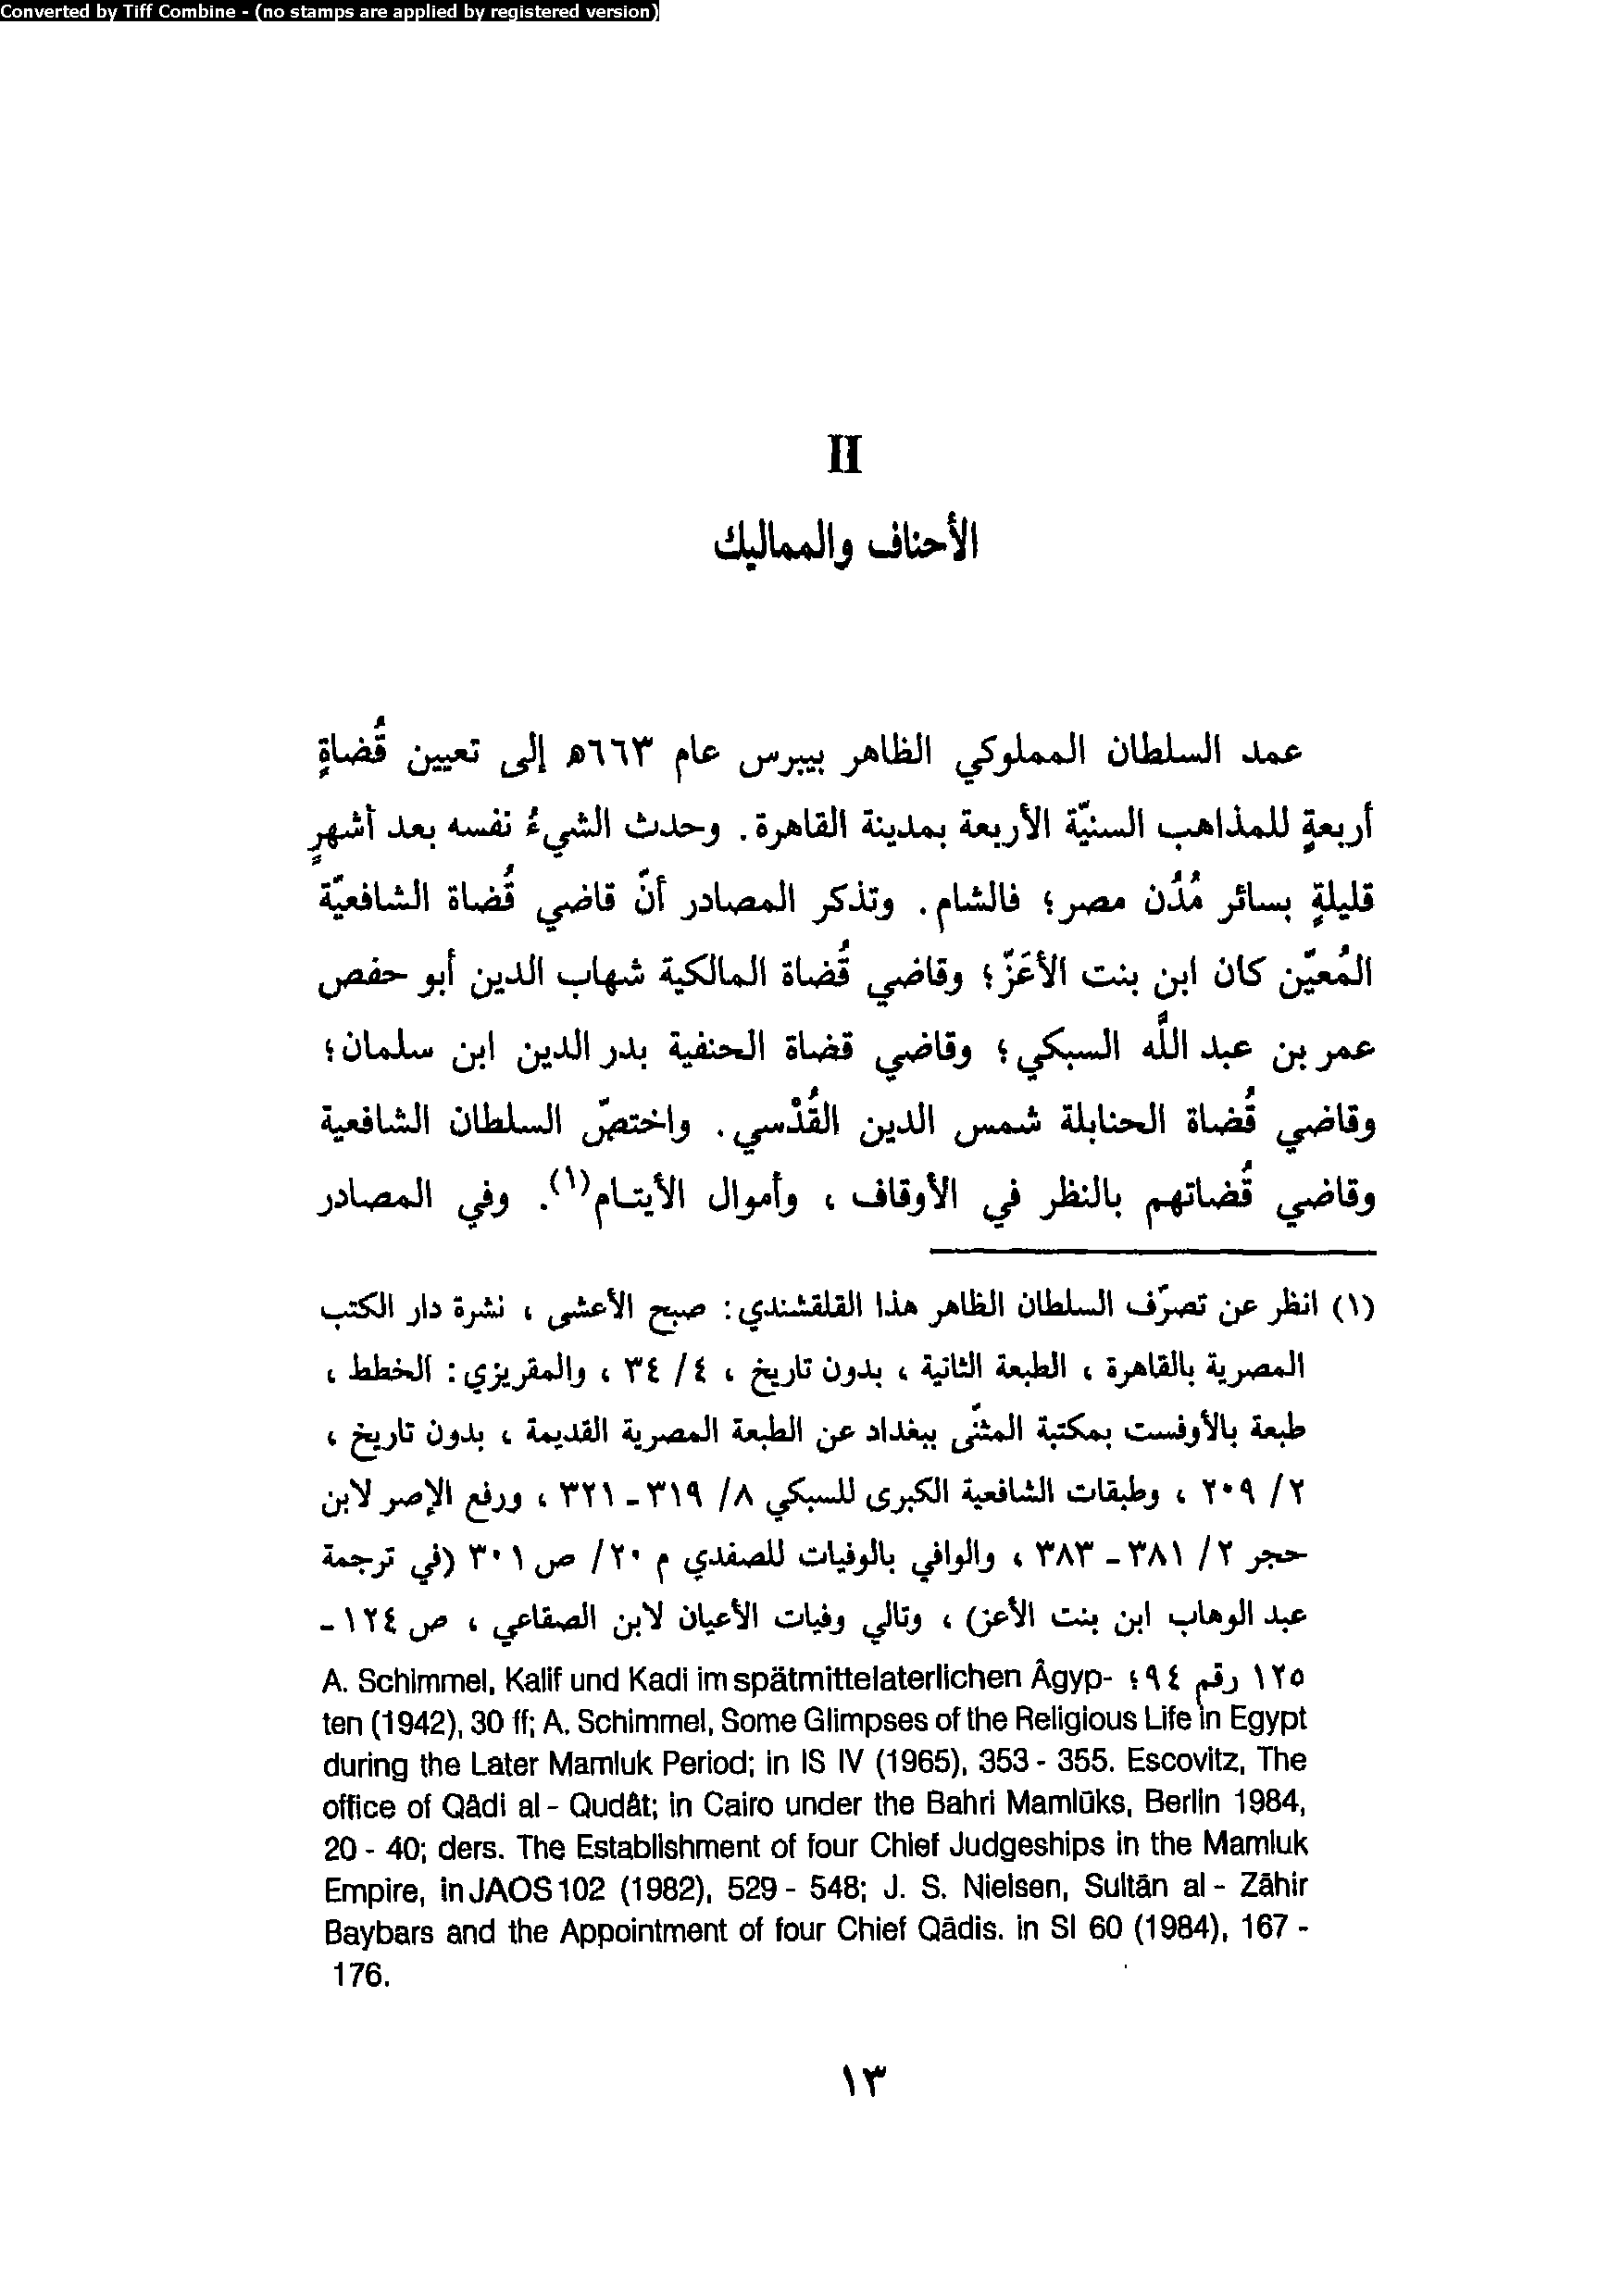 Converted by Tiff Combine - (no stamps are applied by registered version)
II
الأحناف والمماليك
عمد السلطان المملوكي الظاهر بيبرس عام ٦٦٣هـ إلى تعيين قُضاةٍ
أربعةٍ للمذاهب السنيّة الأربعة بمدينة القاهرة. وحدث الشيءُ نفسه بعد أشهرٍ
قليلةٍ بسائر مُدُن مصر؛ فالشام. وتذكر المصادر أنّ قاضي قُضاة الشافعيّة
المُعيّن كان ابن بنت الأعَزّ؛ وقاضي قُضاة المالكية شهاب الدين أبو حفص
عمر بن عبد اللَّه السبكي؛ وقاضي قضاة الحنفية بدر الدين ابن سلمان؛
وقاضي قُضاة الحنابلة شمس الدين القُدْسي. واختصّ السلطان الشافعية
وقاضي قُضاتهم بالنظر في الأوقاف ، وأموال الأيتـام(١). وفي المصادر
(١) انظر عن تصرّف السلطان الظاهر هذا القلقشندي: صبح الأعشى ، نشرة دار الكتب
المصرية بالقاهرة ، الطبعة الثانية ، بدون تاريخ ، ٤/ ٣٤ ، والمقريزي: الخطط ،
طبعة بالأوفست بمكتبة المثنّى ببغداد عن الطبعة المصرية القديمة ، بدون تاريخ ،
٢/ ٢٠٩ ، وطبقات الشافعية الكبرى للسبكي ٨/ ٣١٩ - ٣٢١ ، ورفع الإصر لابن
حجر ٢/ ٣٨١ - ٣٨٣ ، والوافي بالوفيات للصفدي م ٢٠/ ص ٣٠١ (في ترجمة
عبد الوهاب ابن بنت الأعز) ، وتالي وفيات الأعيان لابن الصقاعي ، ص ١٢٤ -
١٢٥ رقم ٩٤؛ A. Schimmel, Kalif und Kadi im spätmittelaterlichen Âgyp-
ten (1942), 30 ff; A. Schimmel, Some Glimpses of the Religious Life in Egypt
during the Later Mamluk Period; in IS IV (1965), 353 - 355. Escovitz, The
office of Qâdi al - Qudât; in Cairo under the Bahri Mamlūks, Berlin 1984,
20 - 40; ders. The Establishment of four Chief Judgeships in the Mamluk
Empire, in JAOS 102 (1982), 529 - 548; J. S. Nielsen, Sultān al - Zāhir
Baybars and the Appointment of four Chief Qādis. in SI 60 (1984), 167 -
176.
١٣